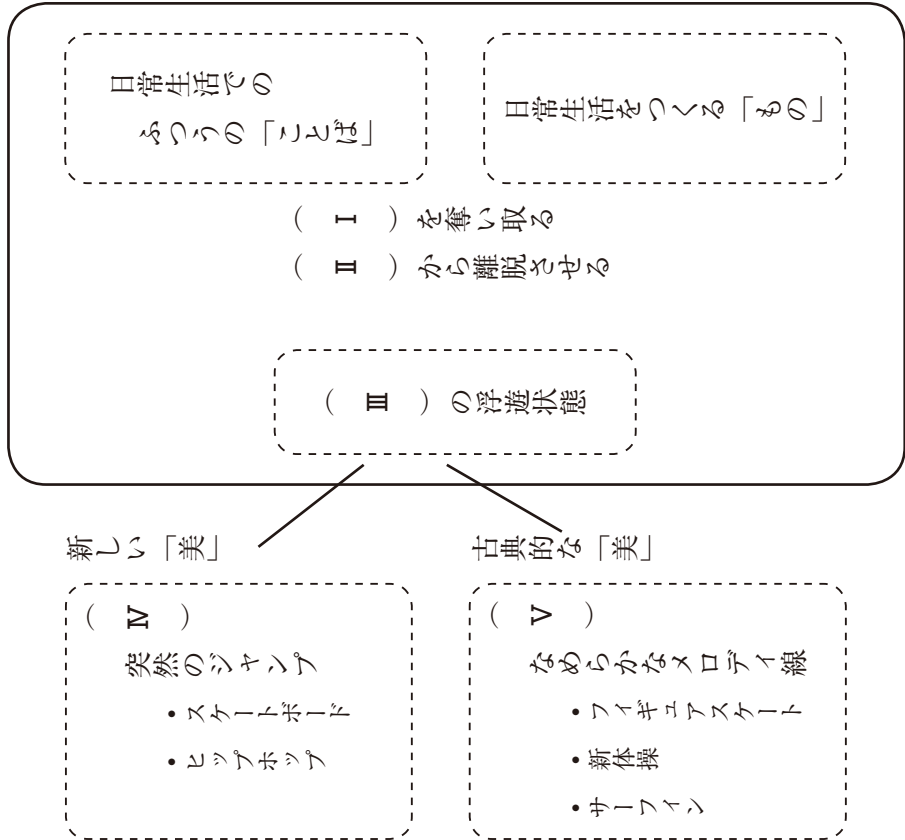 日常生活での
ふつうの「ことば」
日常生活をつくる「もの」
( Ⅰ )を奪い取る
( Ⅱ )から離脱させる
( Ⅲ )の浮遊状態
新しい「美」
( Ⅳ )
突然のジャンプ
・スケートボード
・ヒップホップ
古典的な「美」
( Ⅴ )
なめらかなメロディ線
・フィギュアスケート
・新体操
・サーフィン